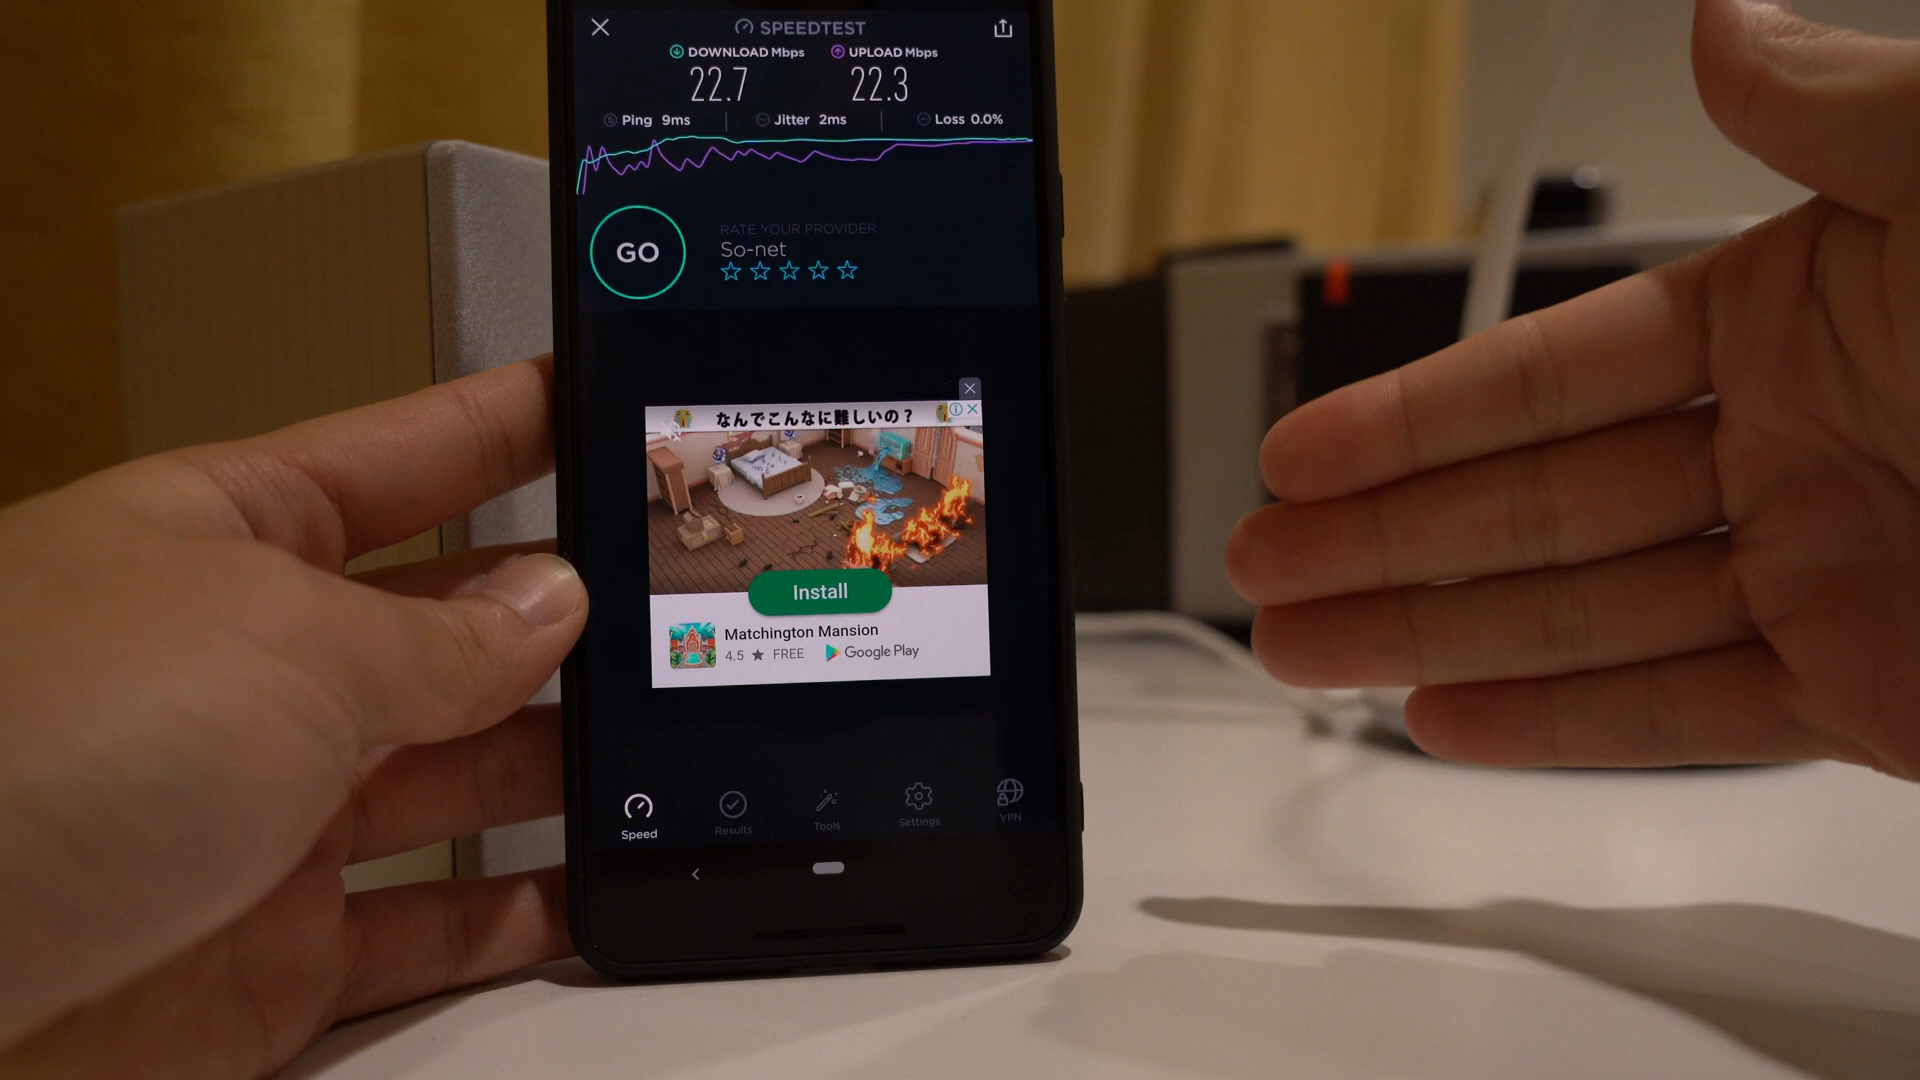 SPEEDTEST
DOWNLOAD Mbps UPLOAD Mbps
22.7 22.3
Ping 9ms Jitter 2ms Loss 0.0%
GO
RATE YOUR PROVIDER
So-net
なんでこんなに難しいの？
Install
Matchington Mansion
4.5 ★ FREE Google Play
Speed Results Tools Settings VPN